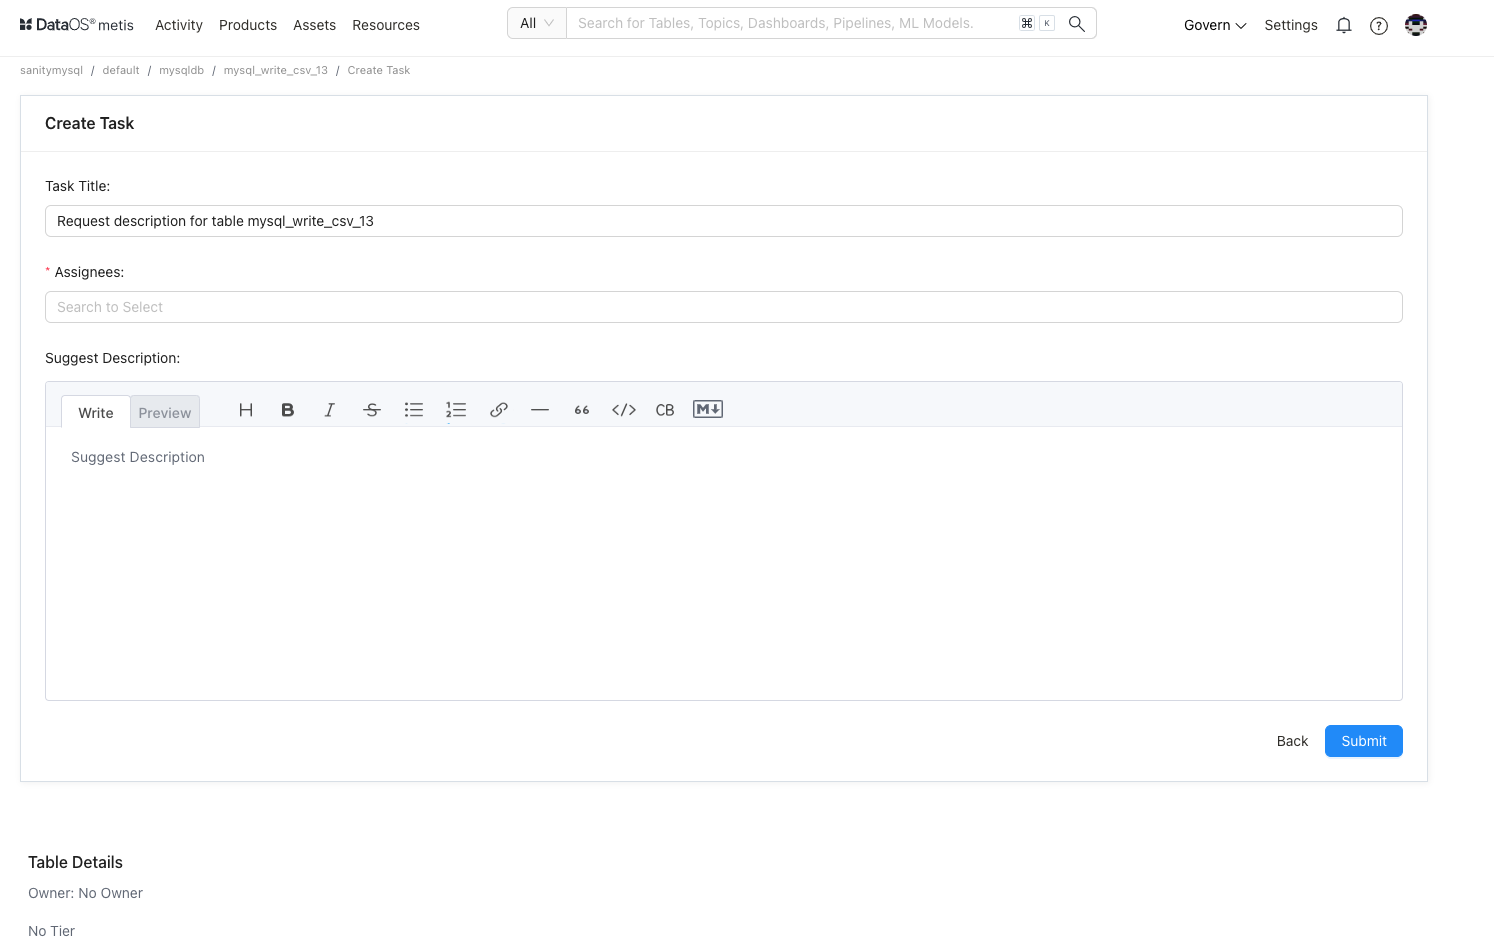 DataOS® metis Activity Products Assets Resources All Search for Tables, Topics, Dashboards, Pipelines, ML Models. ⌘ K Govern Settings ?
sanitymysql / default / mysqldb / mysql_write_csv_13 / Create Task
Create Task
Task Title:
Request description for table mysql_write_csv_13
* Assignees:
Search to Select
Suggest Description:
Write Preview H B I S 1 2 66 </> CB M↓
Suggest Description
Back Submit
Table Details
Owner: No Owner
No Tier